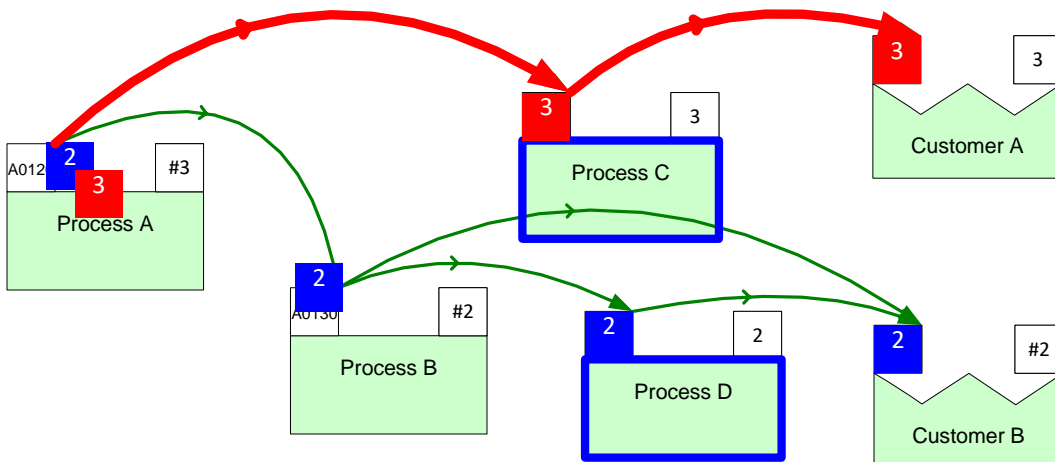 3
3
Customer A
3
3
Process C
A012
2
#3
3
Process A
2
A0130
#2
Process B
2
2
Process D
2
#2
Customer B